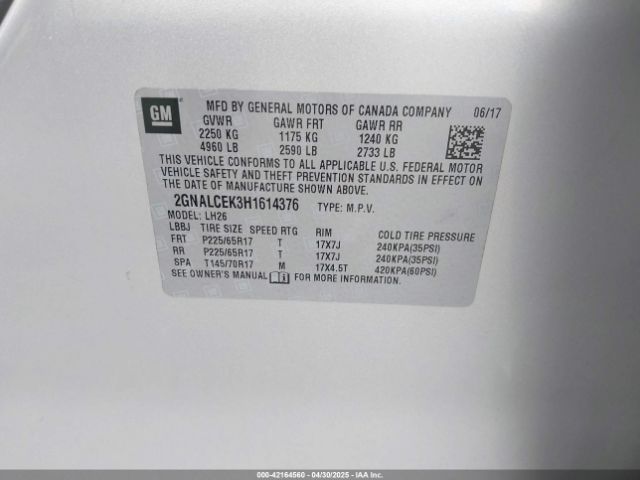 GM
MFD BY GENERAL MOTORS OF CANADA COMPANY 06/17
GVWR GAWR FRT GAWR RR
2250 KG 1175 KG 1240 KG
4960 LB 2590 LB 2733 LB
THIS VEHICLE CONFORMS TO ALL APPLICABLE U.S. FEDERAL MOTOR
VEHICLE SAFETY AND THEFT PREVENTION STANDARDS IN EFFECT ON
THE DATE OF MANUFACTURE SHOWN ABOVE.
2GNALCEK3H1614376 TYPE: M.P.V.
MODEL: LH26
LBBJ TIRE SIZE SPEED RTG RIM COLD TIRE PRESSURE
FRT P225/65R17 T 17X7J 240KPA(35PSI)
RR P225/65R17 T 17X7J 240KPA(35PSI)
SPA T145/70R17 M 17X4.5T 420KPA(60PSI)
SEE OWNER'S MANUAL FOR MORE INFORMATION.
000-42164560 - 04/30/2025 - IAAI.COM